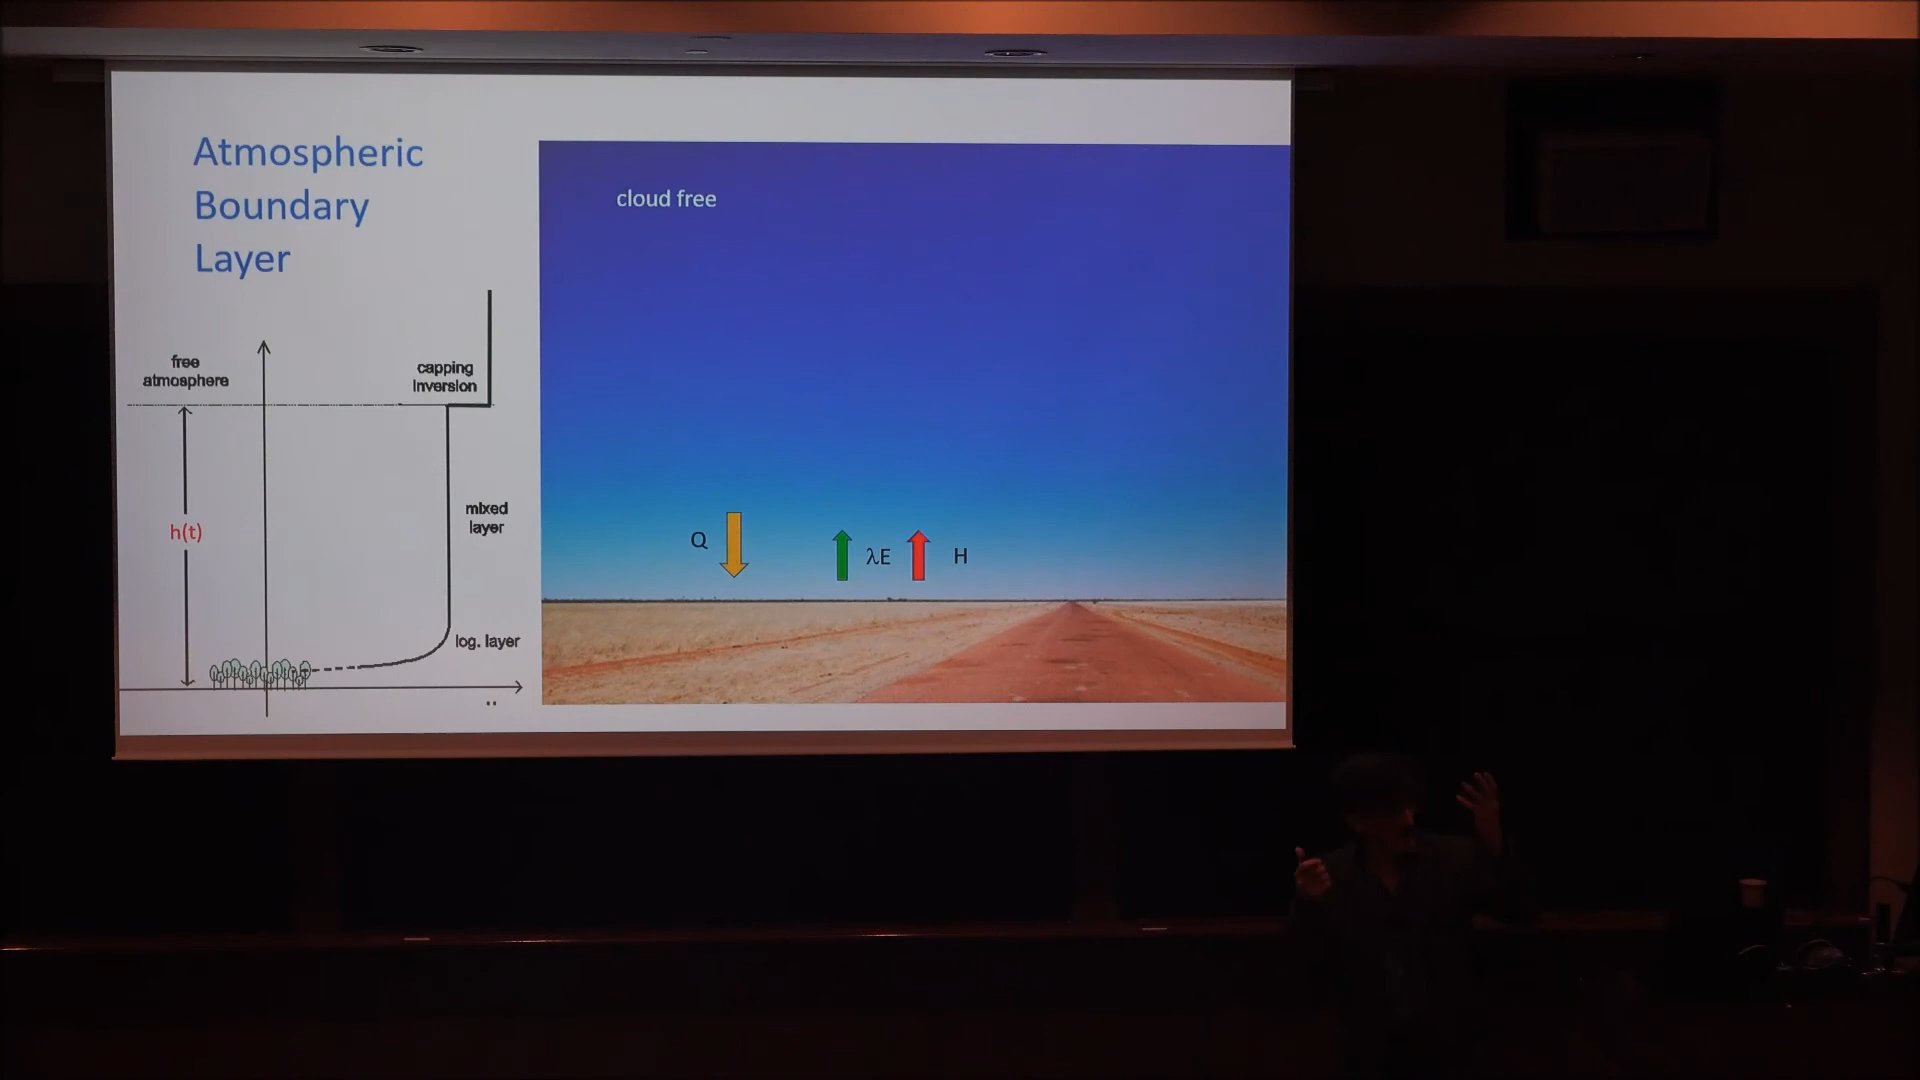 Atmospheric
Boundary
Layer
free
atmosphere
capping
inversion
h(t)
mixed
layer
log. layer
cloud free
Q
λE
H